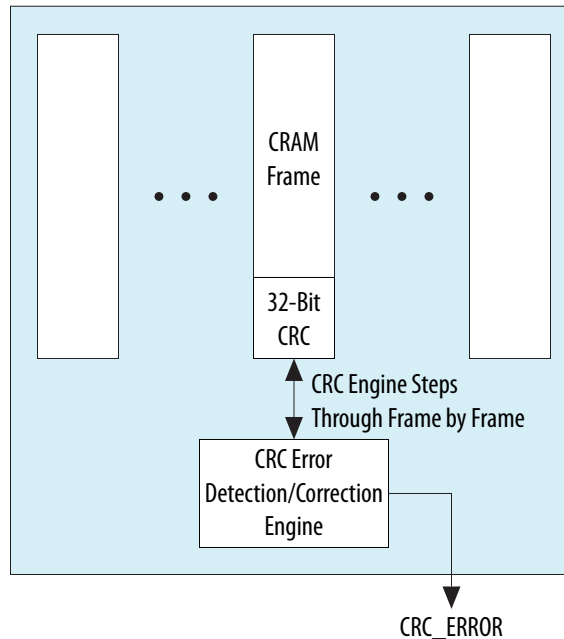 CRAM
Frame
32-Bit
CRC
CRC Engine Steps
Through Frame by Frame
CRC Error
Detection/Correction
Engine
CRC_ERROR